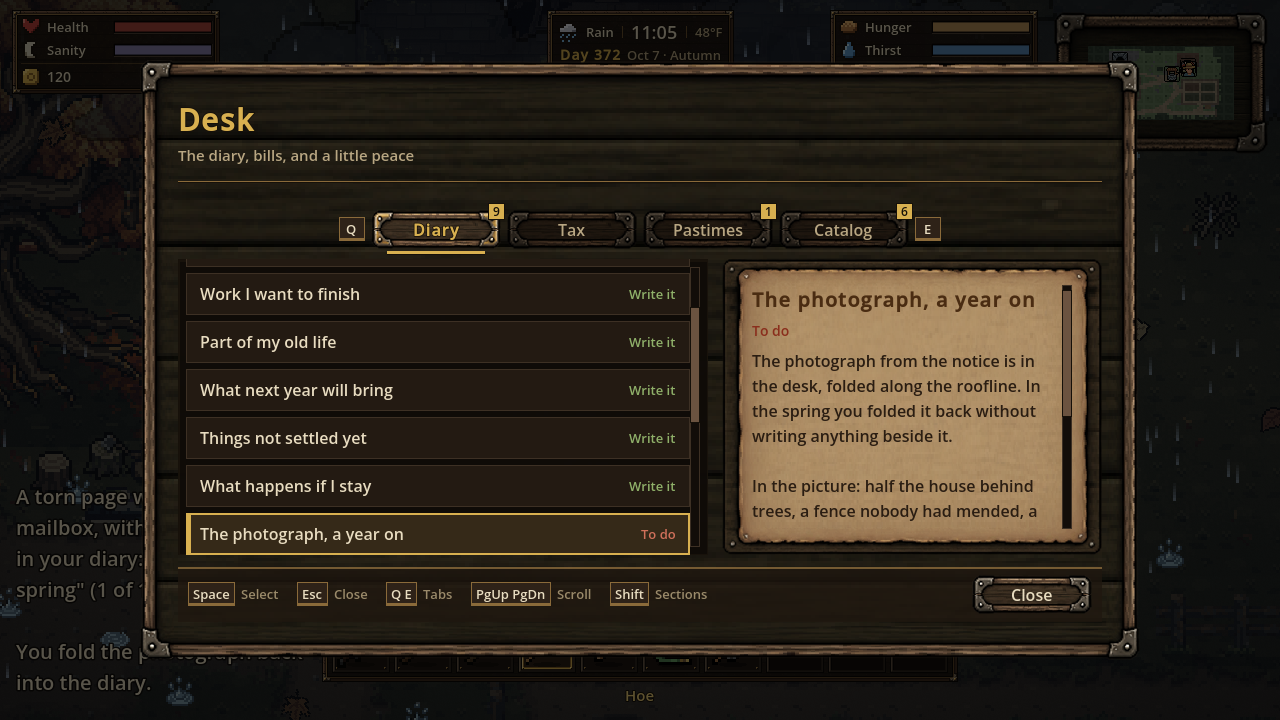 Health
Sanity
120
Rain 11:05 48°F
Day 372 Oct 7 · Autumn
Hunger
Thirst
Desk
The diary, bills, and a little peace
Q
Diary 9
Tax
Pastimes 1
Catalog 6
E
Work I want to finish Write it
Part of my old life Write it
What next year will bring Write it
Things not settled yet Write it
What happens if I stay Write it
The photograph, a year on To do
The photograph, a year on
To do
The photograph from the notice is in
the desk, folded along the roofline. In
the spring you folded it back without
writing anything beside it.
In the picture: half the house behind
trees, a fence nobody had mended, a
Space Select Esc Close Q E Tabs PgUp PgDn Scroll Shift Sections
Close
A torn page
mailbox, with
in your diary:
spring" (1 of
You fold the back
into the diary.
Hoe